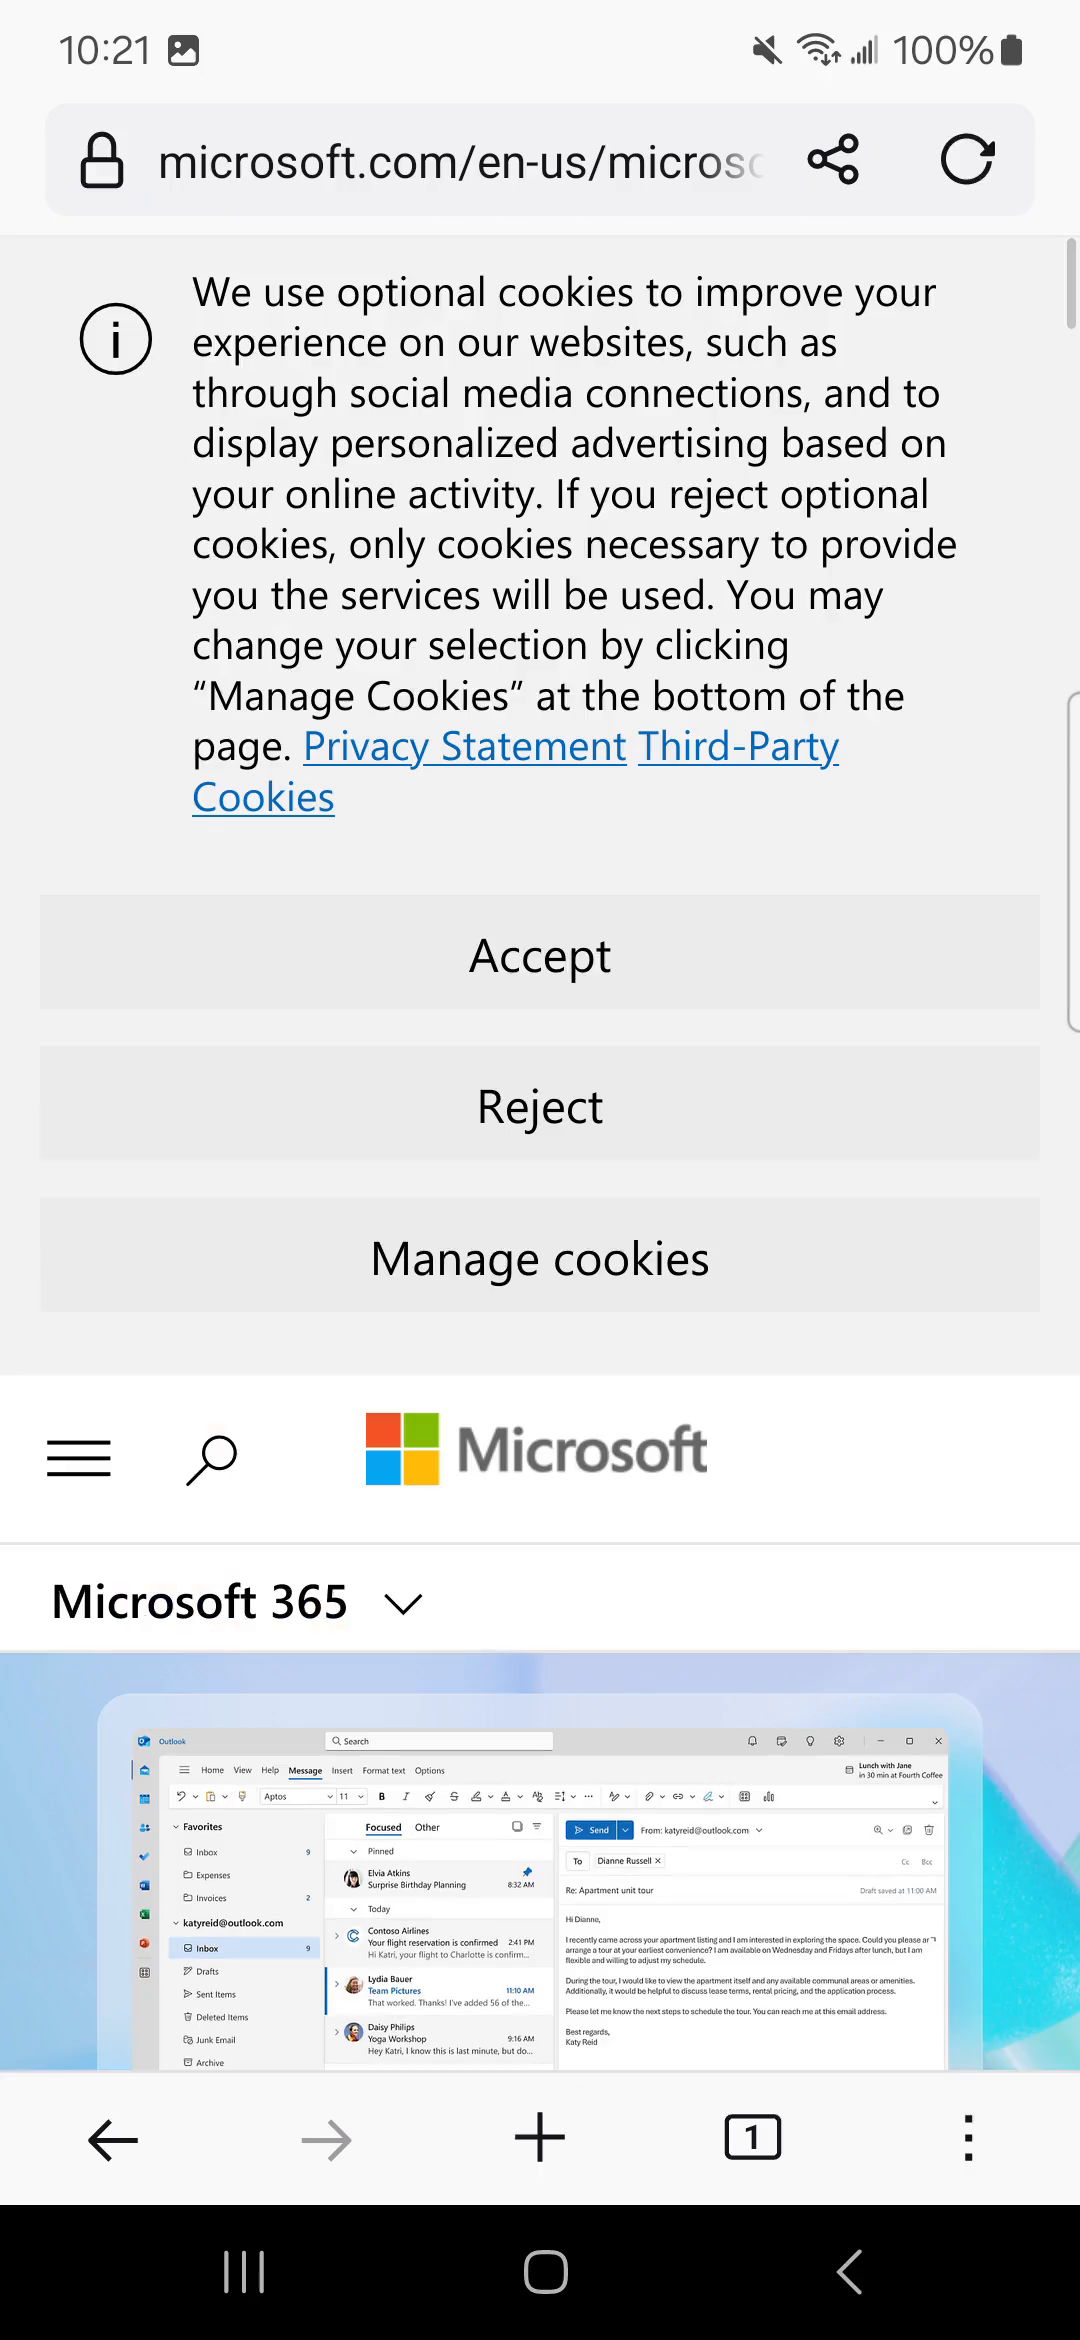 10:21
100%
microsoft.com/en-us/micros
We use optional cookies to improve your
experience on our websites, such as
through social media connections, and to
display personalized advertising based on
your online activity. If you reject optional
cookies, only cookies necessary to provide
you the services will be used. You may
change your selection by clicking
“Manage Cookies” at the bottom of the
page. Privacy Statement Third-Party
Cookies
Accept
Reject
Manage cookies
Microsoft
Microsoft 365
Outlook
Search
Home View Help Message Insert Format text Options
Lunch with Jane
in 30 min at Fourth Coffee
Aptos 11
Favorites
Inbox 9
Expenses
Invoices 2
katyreid@outlook.com
Inbox 9
Drafts
Sent Items
Deleted Items
Junk Email
Archive
Focused Other
Pinned
Elvia Atkins
Surprise Birthday Planning 8:32 AM
Today
Contoso Airlines
Your flight reservation is confirmed 2:41 PM
Hi Katri, your flight to Charlotte is confirm...
Lydia Bauer
Team Pictures 11:10 AM
That worked. Thanks! I've added 56 of the...
Daisy Philips
Yoga Workshop 9:16 AM
Hey Katri, I know this is last minute, but do...
Send From: katyreid@outlook.com
To Dianne Russell Cc Bcc
Re: Apartment unit tour Draft saved at 11:00 AM
Hi Dianne,
I recently came across your apartment listing and I am interested in exploring the space. Could you please ar
arrange a tour at your earliest convenience? I am available on Wednesday and Fridays after lunch, but I am
flexible and willing to adjust my schedule.
During the tour, I would like to view the apartment itself and any available communal areas or amenities.
Additionally, it would be helpful to discuss lease terms, rental pricing, and the application process.
Please let me know the next steps to schedule the tour. You can reach me at this email address.
Best regards,
Katy Reid
1